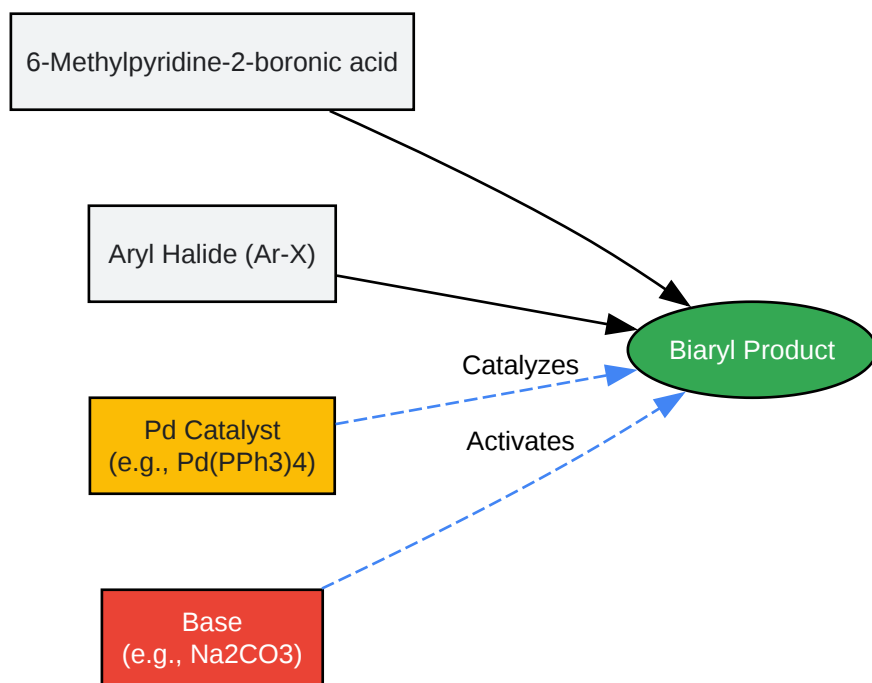 6-Methylpyridine-2-boronic acid
Aryl Halide (Ar-X)
Biaryl Product
Catalyzes
Pd Catalyst
(e.g., Pd(PPh3)4)
Activates
Base
(e.g., Na2CO3)